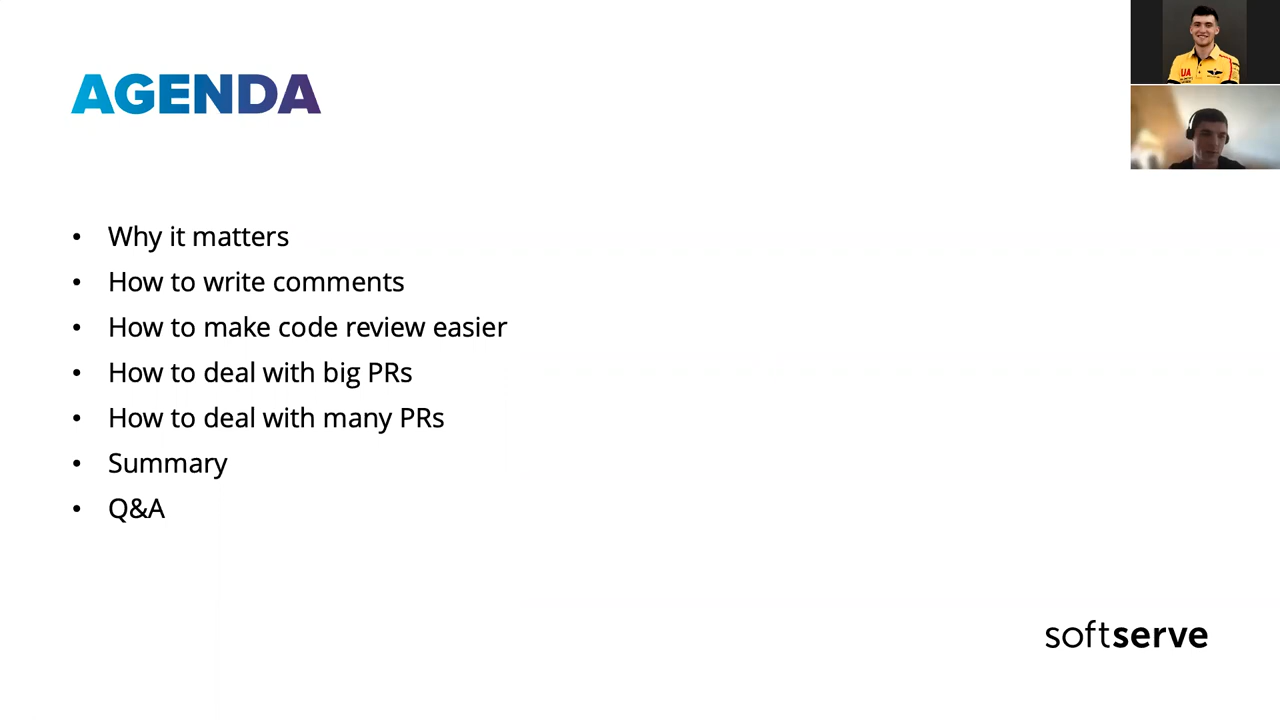 AGENDA
• Why it matters
• How to write comments
• How to make code review easier
• How to deal with big PRs
• How to deal with many PRs
• Summary
• Q&A
softserve
UA